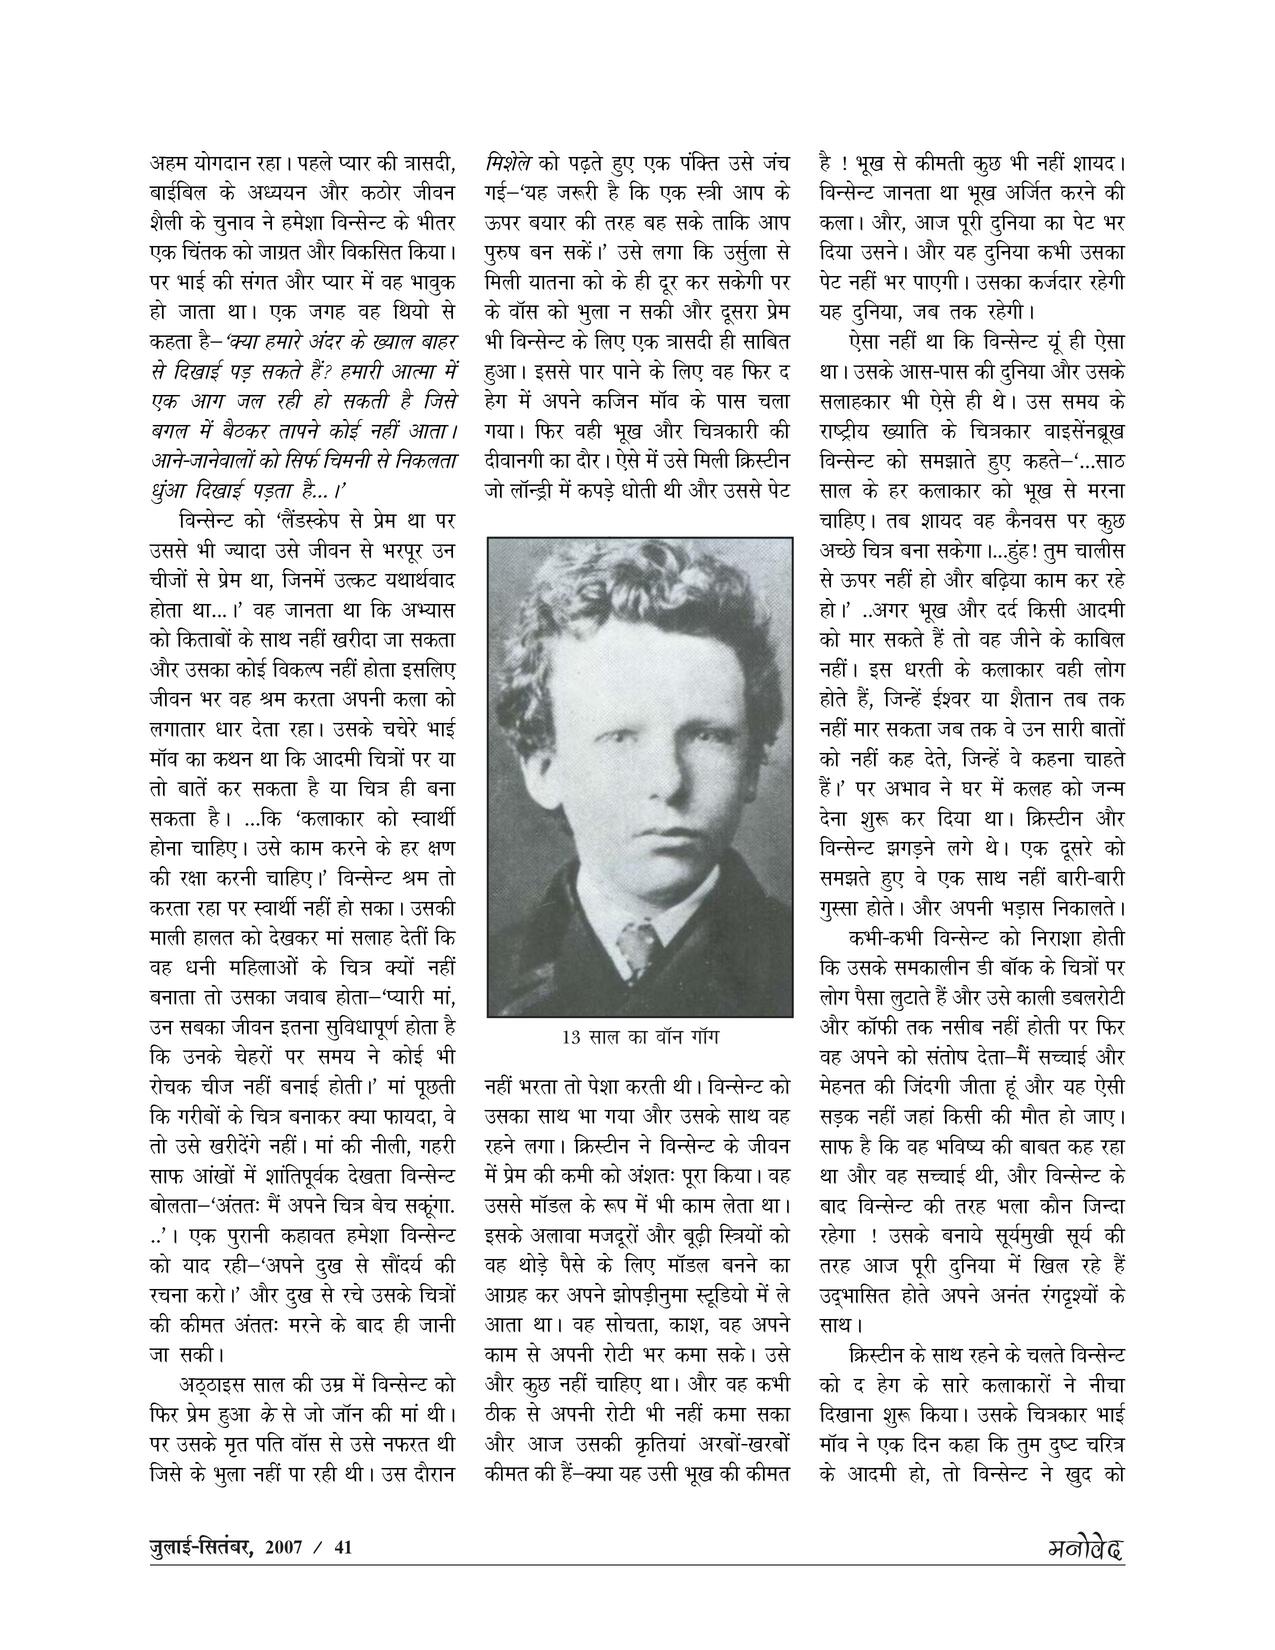 अहम योगदान रहा। पहले प्यार की त्रासदी,
बाईबिल के अध्ययन और कठोर जीवन
शैली के चुनाव ने हमेशा विन्सेन्ट के भीतर
एक चिंतक को जाग्रत और विकसित किया।
पर भाई की संगत और प्यार में वह भावुक
हो जाता था। एक जगह वह थियो से
कहता है–‘क्या हमारे अंदर के ख्याल बाहर
से दिखाई पड़ सकते हैं? हमारी आत्मा में
एक आग जल रही हो सकती है जिसे
बगल में बैठकर तापने कोई नहीं आता।
आने-जानेवालों को सिर्फ चिमनी से निकलता
धुंआ दिखाई पड़ता है...।’
विन्सेन्ट को ‘लैंडस्केप से प्रेम था पर
उससे भी ज्यादा उसे जीवन से भरपूर उन
चीजों से प्रेम था, जिनमें उत्कट यथार्थवाद
होता था...।’ वह जानता था कि अभ्यास
को किताबों के साथ नहीं खरीदा जा सकता
और उसका कोई विकल्प नहीं होता इसलिए
जीवन भर वह श्रम करता अपनी कला को
लगातार धार देता रहा। उसके चचेरे भाई
मॉव का कथन था कि आदमी चित्रों पर या
तो बातें कर सकता है या चित्र ही बना
सकता है। ...कि ‘कलाकार को स्वार्थी
होना चाहिए। उसे काम करने के हर क्षण
की रक्षा करनी चाहिए।’ विन्सेन्ट श्रम तो
करता रहा पर स्वार्थी नहीं हो सका। उसकी
माली हालत को देखकर मां सलाह देतीं कि
वह धनी महिलाओं के चित्र क्यों नहीं
बनाता तो उसका जवाब होता–‘प्यारी मां,
उन सबका जीवन इतना सुविधापूर्ण होता है
कि उनके चेहरों पर समय ने कोई भी
रोचक चीज नहीं बनाई होती।’ मां पूछती
कि गरीबों के चित्र बनाकर क्या फायदा, वे
तो उसे खरीदेंगे नहीं। मां की नीली, गहरी
साफ आंखों में शांतिपूर्वक देखता विन्सेन्ट
बोलता–‘अंततः मैं अपने चित्र बेच सकूंगा.
..’। एक पुरानी कहावत हमेशा विन्सेन्ट
को याद रही–‘अपने दुख से सौंदर्य की
रचना करो।’ और दुख से रचे उसके चित्रों
की कीमत अंततः मरने के बाद ही जानी
जा सकी।
अठ्ठाइस साल की उम्र में विन्सेन्ट को
फिर प्रेम हुआ के से जो जॉन की मां थी।
पर उसके मृत पति वॉस से उसे नफरत थी
जिसे के भुला नहीं पा रही थी। उस दौरान
मिशेले को पढ़ते हुए एक पंक्ति उसे जंच
गई–‘यह जरूरी है कि एक स्त्री आप के
ऊपर बयार की तरह बह सके ताकि आप
पुरुष बन सकें।’ उसे लगा कि उर्सुला से
मिली यातना को के ही दूर कर सकेगी पर
के वॉस को भुला न सकी और दूसरा प्रेम
भी विन्सेन्ट के लिए एक त्रासदी ही साबित
हुआ। इससे पार पाने के लिए वह फिर द
हेग में अपने कजिन मॉव के पास चला
गया। फिर वही भूख और चित्रकारी की
दीवानगी का दौर। ऐसे में उसे मिली क्रिस्टीन
जो लॉन्ड्री में कपड़े धोती थी और उससे पेट
13 साल का वॉन गॉग
नहीं भरता तो पेशा करती थी। विन्सेन्ट को
उसका साथ भा गया और उसके साथ वह
रहने लगा। क्रिस्टीन ने विन्सेन्ट के जीवन
में प्रेम की कमी को अंशतः पूरा किया। वह
उससे मॉडल के रूप में भी काम लेता था।
इसके अलावा मजदूरों और बूढ़ी स्त्रियों को
वह थोड़े पैसे के लिए मॉडल बनने का
आग्रह कर अपने झोपड़ीनुमा स्टूडियो में ले
आता था। वह सोचता, काश, वह अपने
काम से अपनी रोटी भर कमा सके। उसे
और कुछ नहीं चाहिए था। और वह कभी
ठीक से अपनी रोटी भी नहीं कमा सका
और आज उसकी कृतियां अरबों-खरबों
कीमत की हैं–क्या यह उसी भूख की कीमत
है ! भूख से कीमती कुछ भी नहीं शायद।
विन्सेन्ट जानता था भूख अर्जित करने की
कला। और, आज पूरी दुनिया का पेट भर
दिया उसने। और यह दुनिया कभी उसका
पेट नहीं भर पाएगी। उसका कर्जदार रहेगी
यह दुनिया, जब तक रहेगी।
ऐसा नहीं था कि विन्सेन्ट यूं ही ऐसा
था। उसके आस-पास की दुनिया और उसके
सलाहकार भी ऐसे ही थे। उस समय के
राष्ट्रीय ख्याति के चित्रकार वाइसेंनब्रूख
विन्सेन्ट को समझाते हुए कहते–‘...साठ
साल के हर कलाकार को भूख से मरना
चाहिए। तब शायद वह कैनवस पर कुछ
अच्छे चित्र बना सकेगा।...हुंह! तुम चालीस
से ऊपर नहीं हो और बढ़िया काम कर रहे
हो।’ ..अगर भूख और दर्द किसी आदमी
को मार सकते हैं तो वह जीने के काबिल
नहीं। इस धरती के कलाकार वही लोग
होते हैं, जिन्हें ईश्वर या शैतान तब तक
नहीं मार सकता जब तक वे उन सारी बातों
को नहीं कह देते, जिन्हें वे कहना चाहते
हैं।’ पर अभाव ने घर में कलह को जन्म
देना शुरू कर दिया था। क्रिस्टीन और
विन्सेन्ट झगड़ने लगे थे। एक दूसरे को
समझते हुए वे एक साथ नहीं बारी-बारी
गुस्सा होते। और अपनी भड़ास निकालते।
कभी-कभी विन्सेन्ट को निराशा होती
कि उसके समकालीन डी बॉक के चित्रों पर
लोग पैसा लुटाते हैं और उसे काली डबलरोटी
और कॉफी तक नसीब नहीं होती पर फिर
वह अपने को संतोष देता–मैं सच्चाई और
मेहनत की जिंदगी जीता हूं और यह ऐसी
सड़क नहीं जहां किसी की मौत हो जाए।
साफ है कि वह भविष्य की बाबत कह रहा
था और वह सच्चाई थी, और विन्सेन्ट के
बाद विन्सेन्ट की तरह भला कौन जिन्दा
रहेगा ! उसके बनाये सूर्यमुखी सूर्य की
तरह आज पूरी दुनिया में खिल रहे हैं
उद्भासित होते अपने अनंत रंगदृश्यों के
साथ।
क्रिस्टीन के साथ रहने के चलते विन्सेन्ट
को द हेग के सारे कलाकारों ने नीचा
दिखाना शुरू किया। उसके चित्रकार भाई
मॉव ने एक दिन कहा कि तुम दुष्ट चरित्र
के आदमी हो, तो विन्सेन्ट ने खुद को
जुलाई-सितंबर, 2007 / 41
मनोवेद